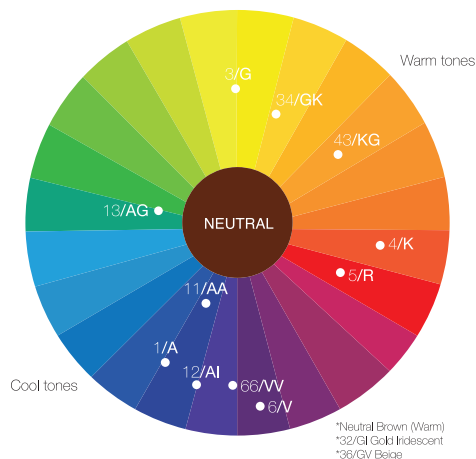 3/G
Warm tones
34/GK
43/KG
13/AG
NEUTRAL
4/K
5/R
11/AA
1/A
12/AI
Cool tones
66/VV
6/V
*Neutral Brown (Warm)
*32/GI Gold Iridescent
*36/GV Beige